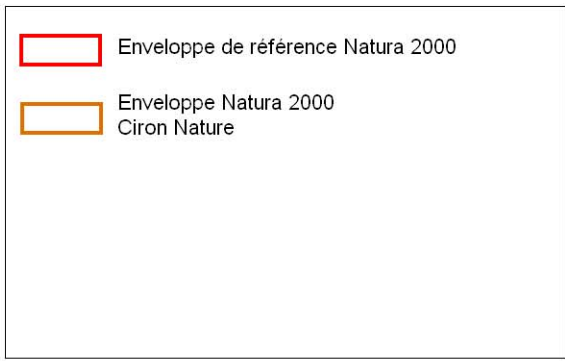 Enveloppe de référence Natura 2000
Enveloppe Natura 2000
Ciron Nature